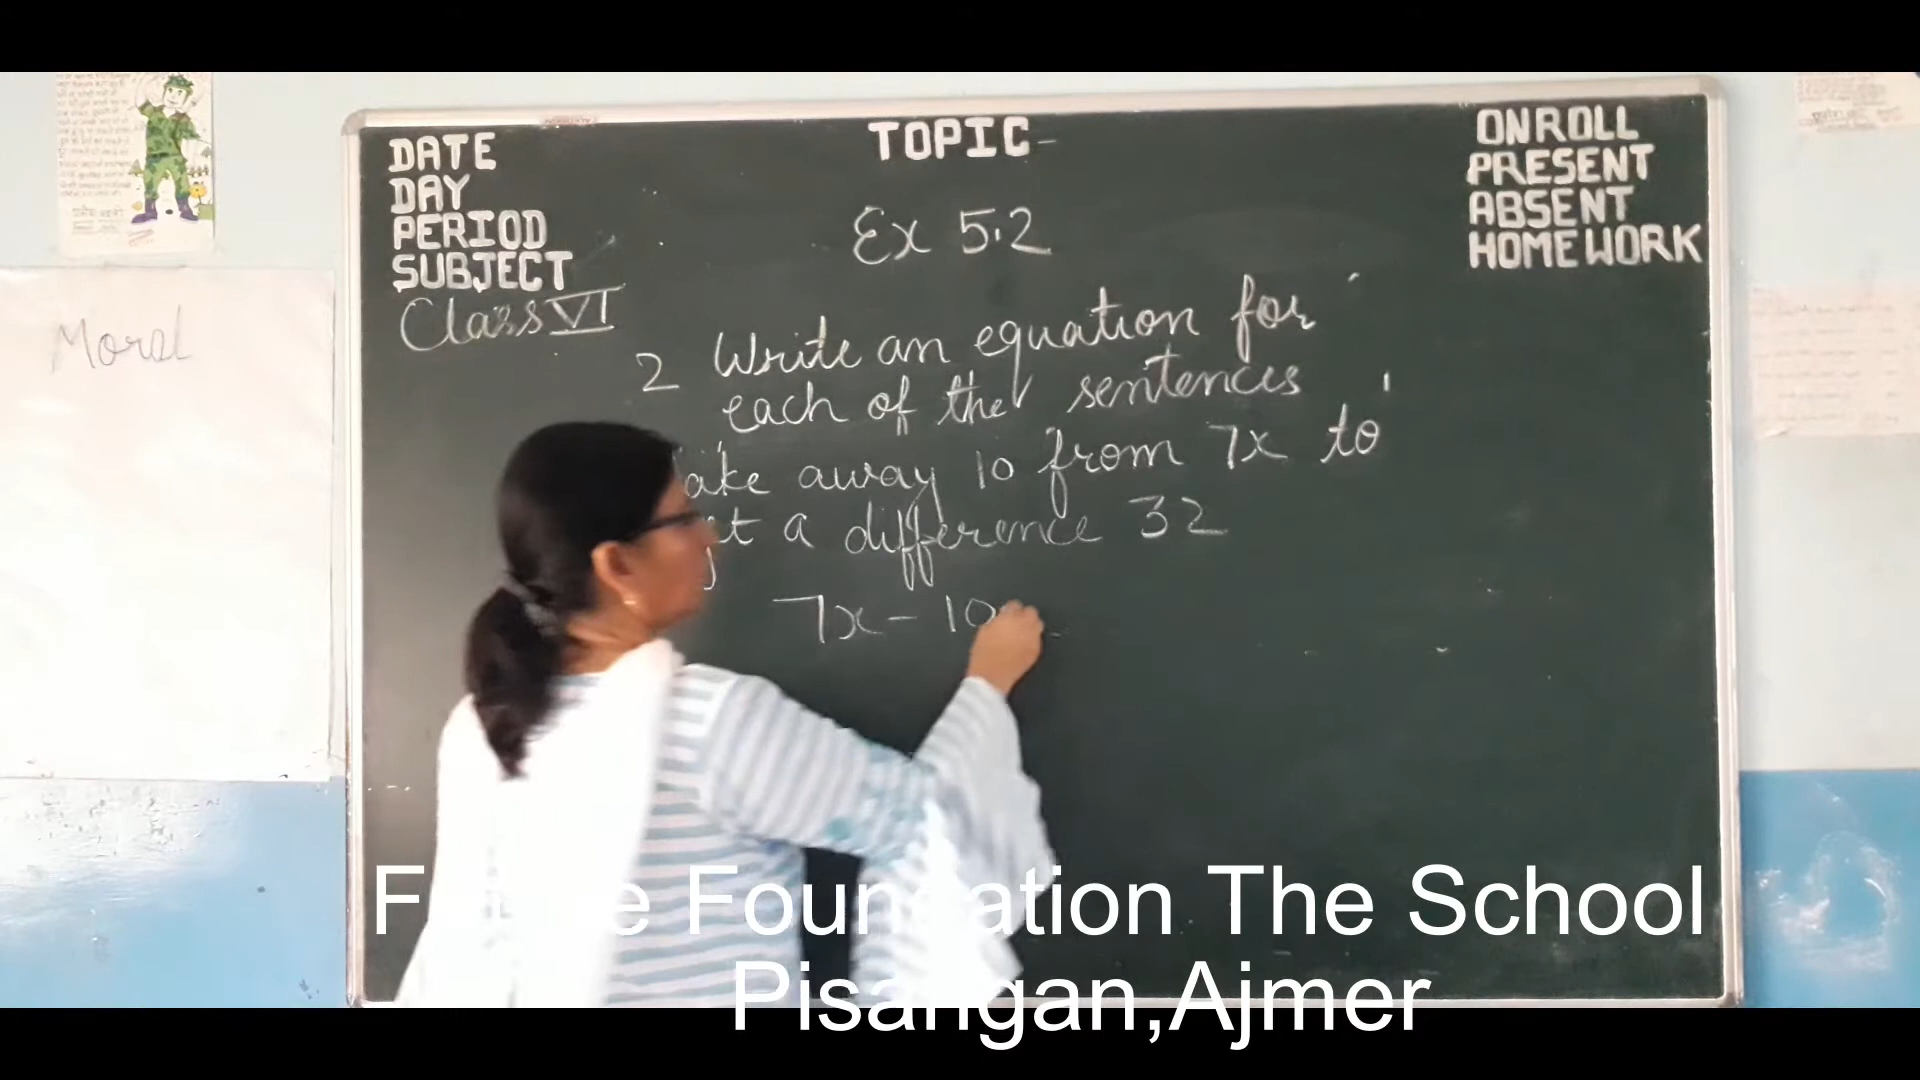 DATE
DAY
PERIOD
SUBJECT
Class VI
TOPIC-
Ex 5.2
ONROLL
PRESENT
ABSENT
HOMEWORK
2 Write an equation for
each of the sentences
ake away 10 from 7x to
t a difference 32
7x - 10
Moral
Foundation The School
Pisangan,Ajmer